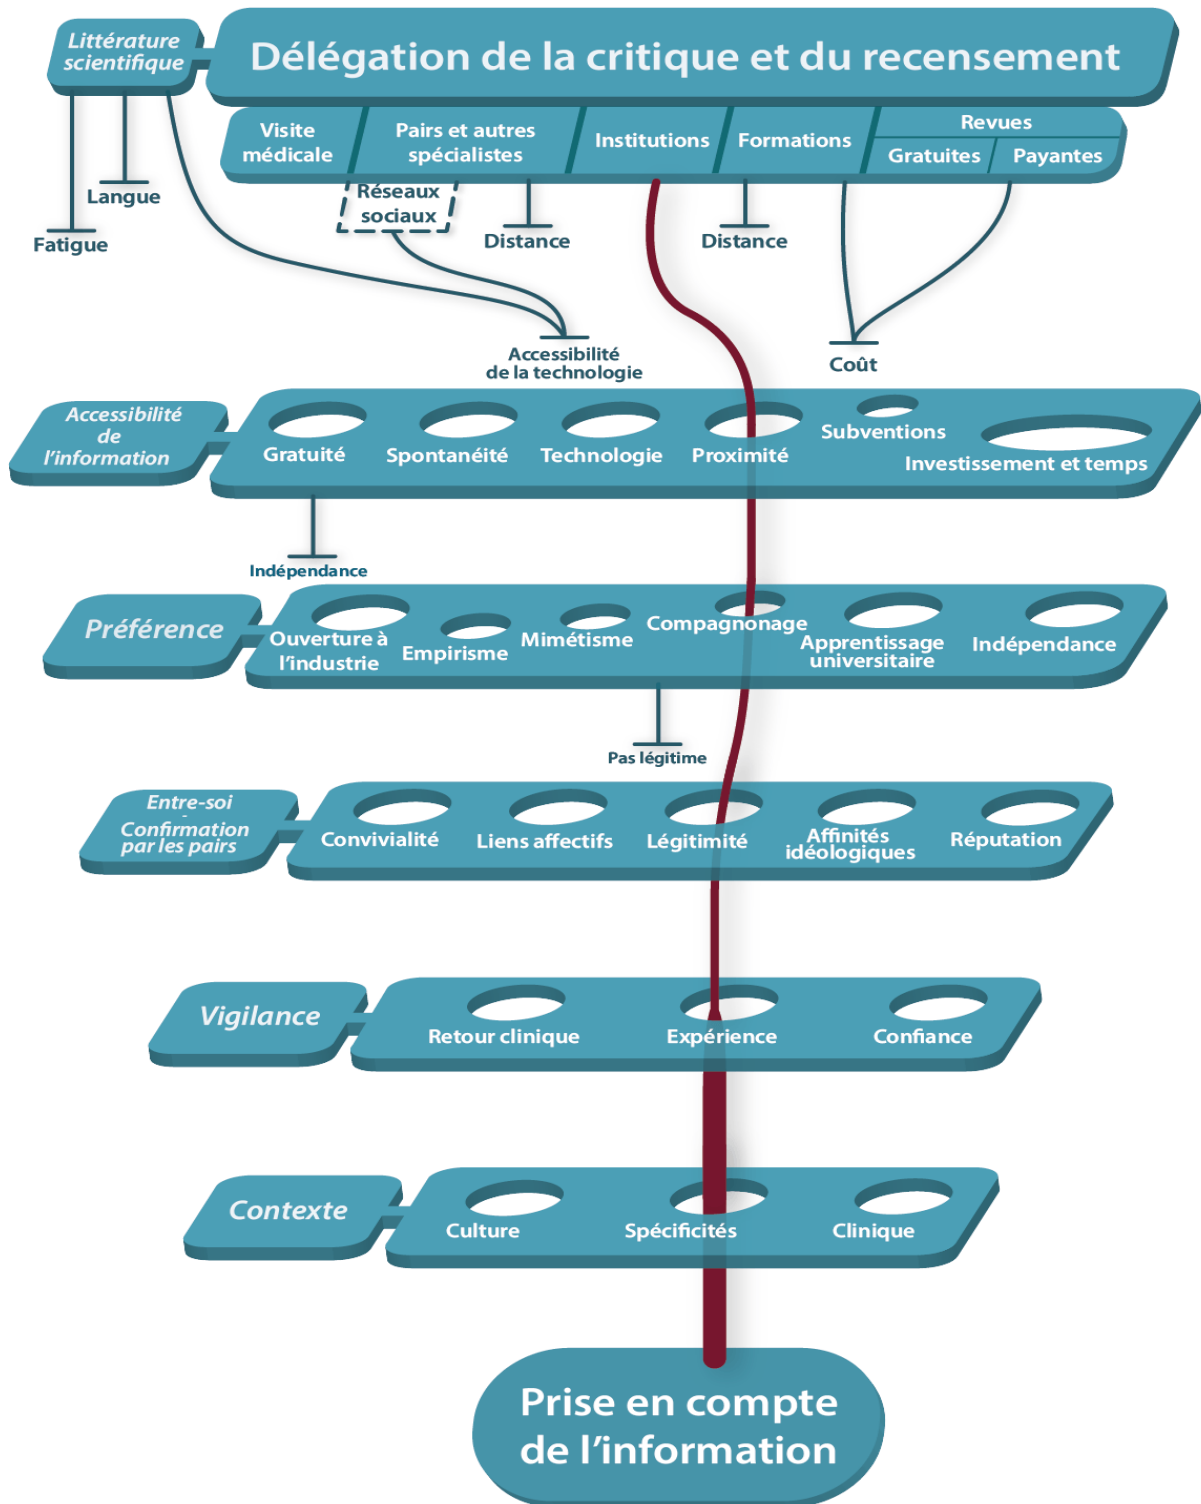 Littérature
scientifique
Délégation de la critique et du recensement
Visite
médicale
Pairs et autres
spécialistes
Institutions
Formations
Revues
Gratuites
Payantes
Réseaux
sociaux
Langue
Fatigue
Distance
Distance
Accessibilité
de la technologie
Coût
Accessibilité
de
l'information
Gratuité
Spontanéité
Technologie
Proximité
Subventions
Investissement et temps
Indépendance
Préférence
Ouverture à
l'industrie
Empirisme
Mimétisme
Compagnonage
Apprentissage
universitaire
Indépendance
Pas légitime
Entre-soi
-
Confirmation
par les pairs
Convivialité
Liens affectifs
Légitimité
Affinités
idéologiques
Réputation
Vigilance
Retour clinique
Expérience
Confiance
Contexte
Culture
Spécificités
Clinique
Prise en compte
de l'information